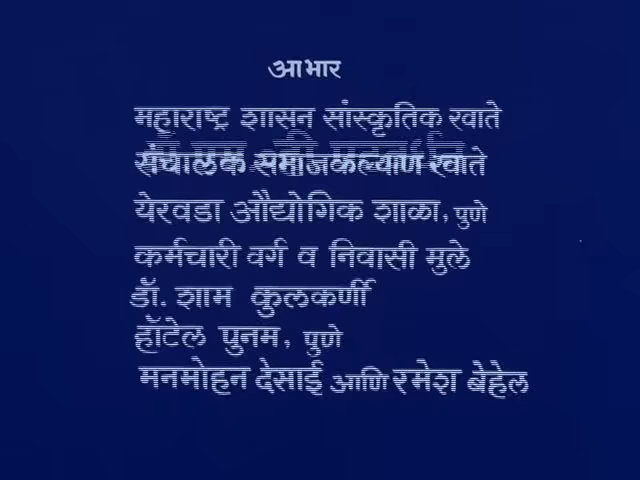 आभार
महाराष्ट्र शासन सांस्कृतिक खाते
संचालक समाजकल्याण खाते
येरवडा औद्योगिक शाळा, पुणे
कर्मचारी वर्ग व निवासी मुले
डॉ. शाम कुलकर्णी
हॉटेल पुनम, पुणे
मनमोहन देसाई आणि रमेश बेहेल